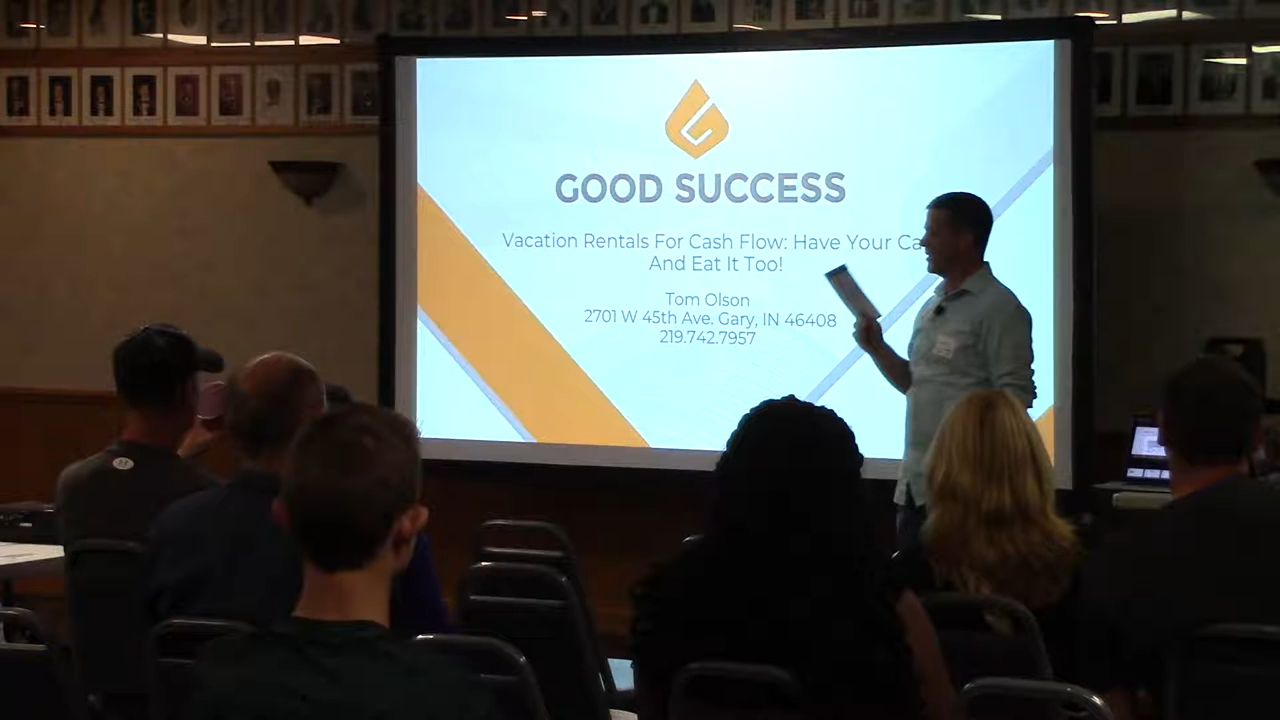 GOOD SUCCESS
Vacation Rentals For Cash Flow: Have Your Ca
And Eat It Too!
Tom Olson
2701 W 45th Ave. Gary, IN 46408
219.742.7957